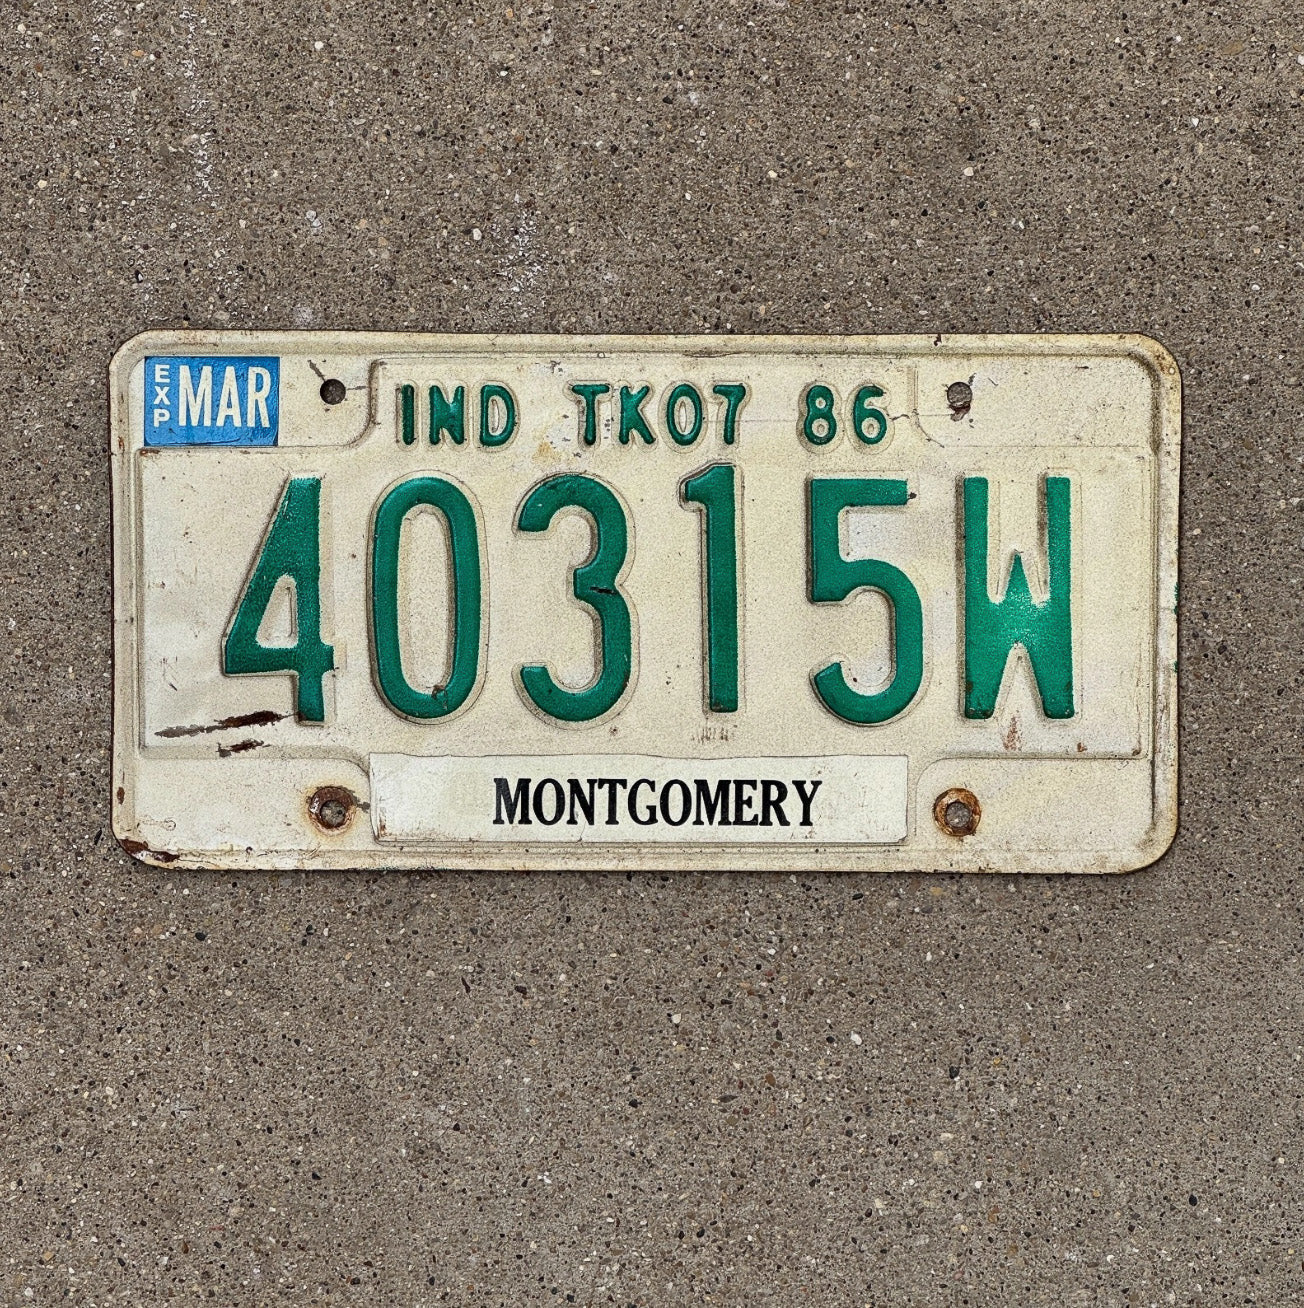 EXP MAR
IND TK07 86
40315W
MONTGOMERY